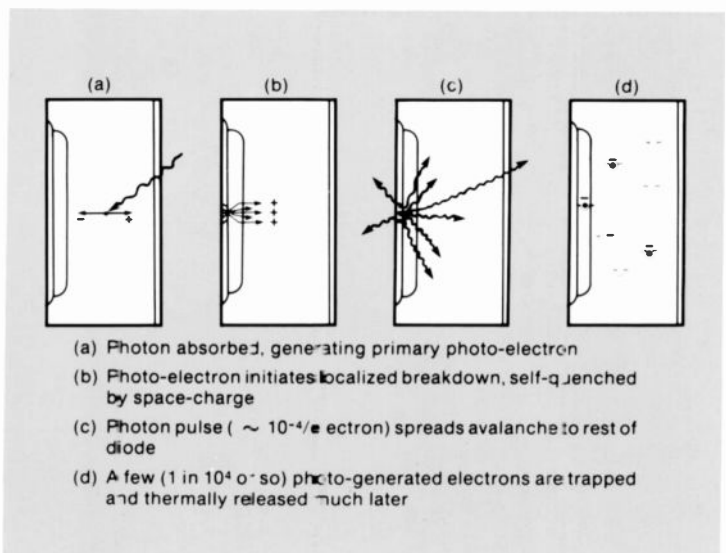 (a) (b) (c) (d)
- +
+
+
+
-
-
-
-
(a) Photon absorbed, generating primary photo-electron
(b) Photo-electron initiates localized breakdown, self-quenched
by space-charge
(c) Photon pulse ( ~ 10⁻⁴/electron) spreads avalanche to rest of
diode
(d) A few (1 in 10⁴ or so) photo-generated electrons are trapped
and thermally released much later